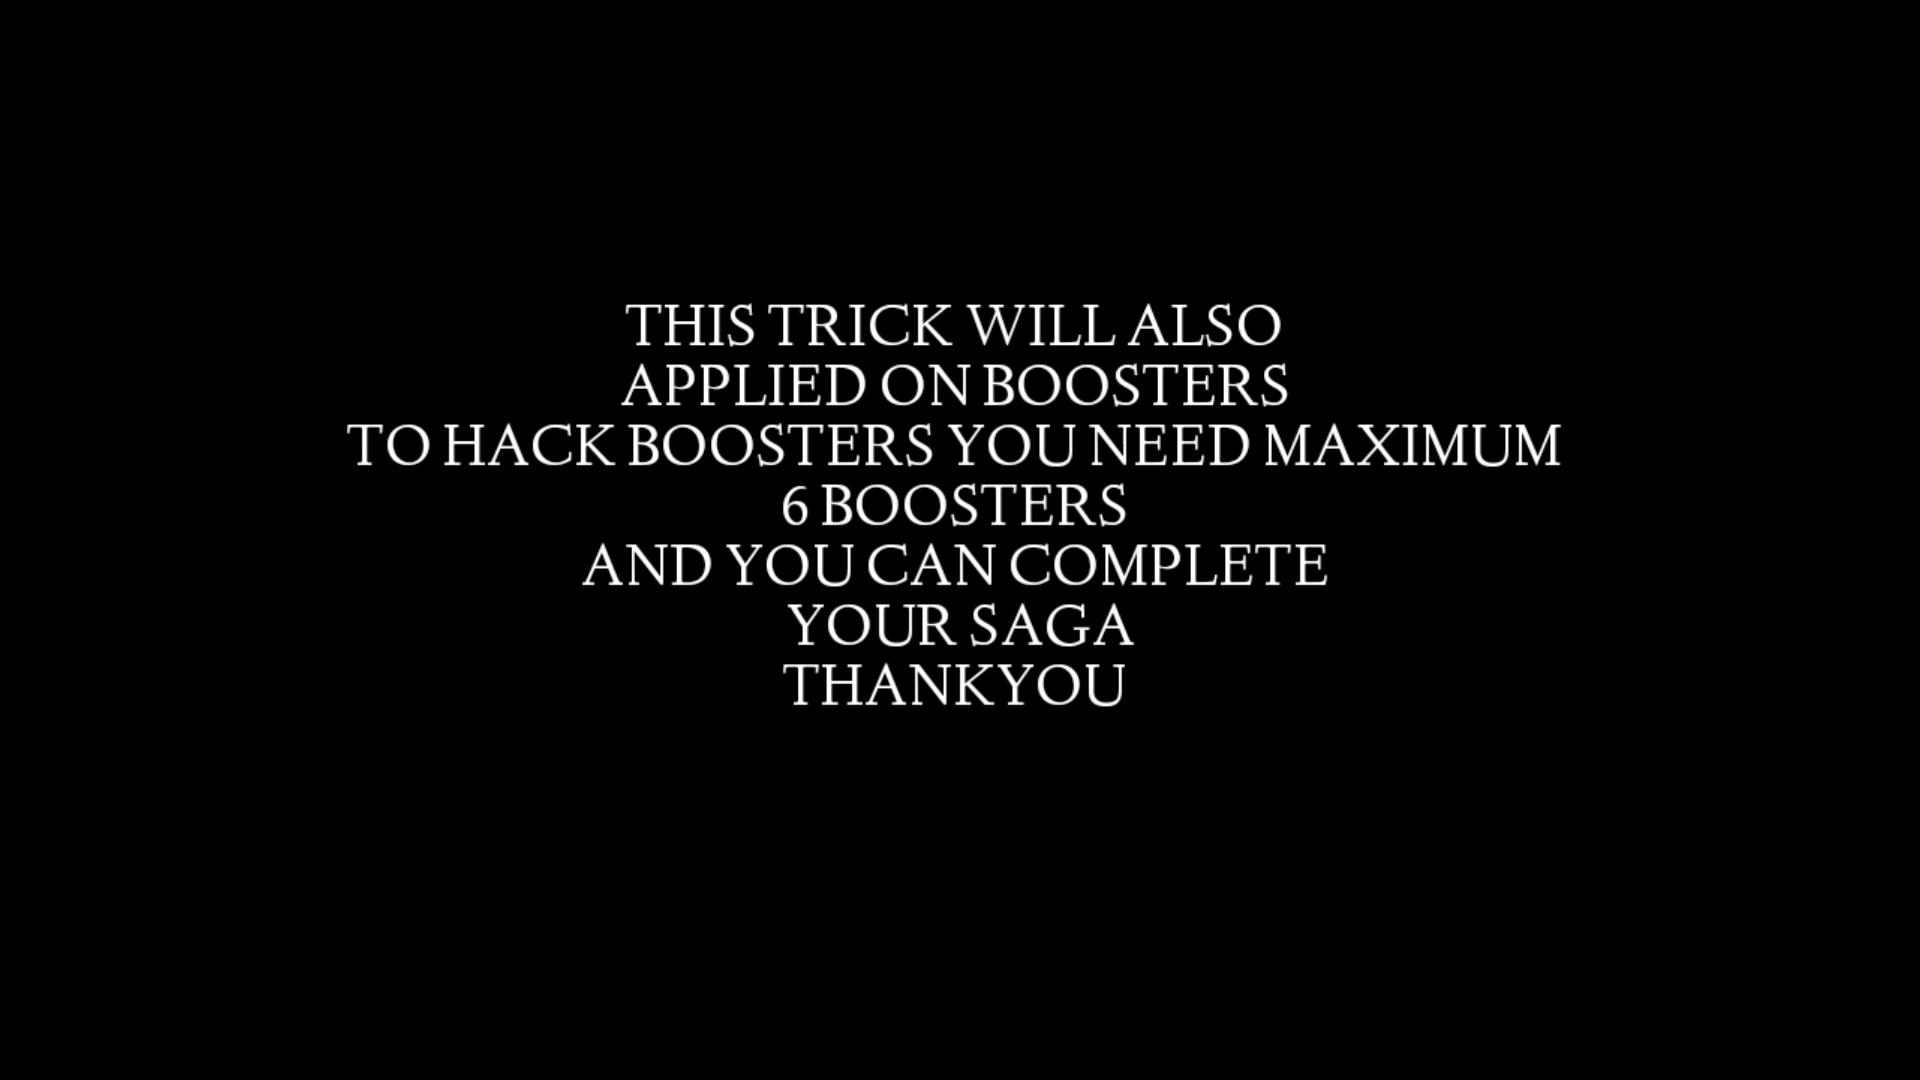 THIS TRICK WILL ALSO
APPLIED ON BOOSTERS
TO HACK BOOSTERS YOU NEED MAXIMUM
6 BOOSTERS
AND YOU CAN COMPLETE
YOUR SAGA
THANKYOU